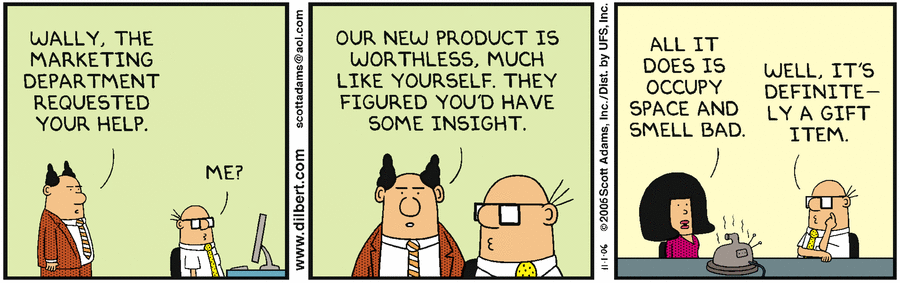 WALLY, THE
MARKETING
DEPARTMENT
REQUESTED
YOUR HELP.
ME?
scottadams@aol.com
www.dilbert.com
OUR NEW PRODUCT IS
WORTHLESS, MUCH
LIKE YOURSELF. THEY
FIGURED YOU'D HAVE
SOME INSIGHT.
ALL IT
DOES IS
OCCUPY
SPACE AND
SMELL BAD.
WELL, IT'S
DEFINITE-
LY A GIFT
ITEM.
11-1-06 ©2006 Scott Adams, Inc./Dist. by UFS, Inc.